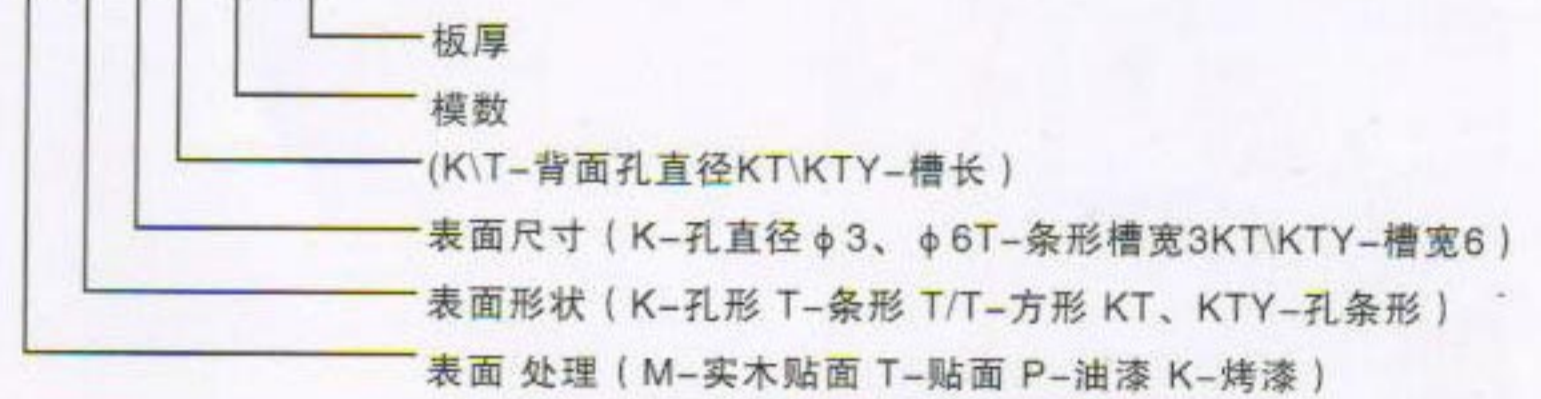 板厚
模数
(K\T-背面孔直径KT\KTY-槽长)
表面尺寸(K-孔直径φ3、φ6T-条形槽宽3KT\KTY-槽宽6)
表面形状(K-孔形 T-条形 T/T-方形 KT、KTY-孔条形)
表面 处理(M-实木贴面 T-贴面 P-油漆 K-烤漆)